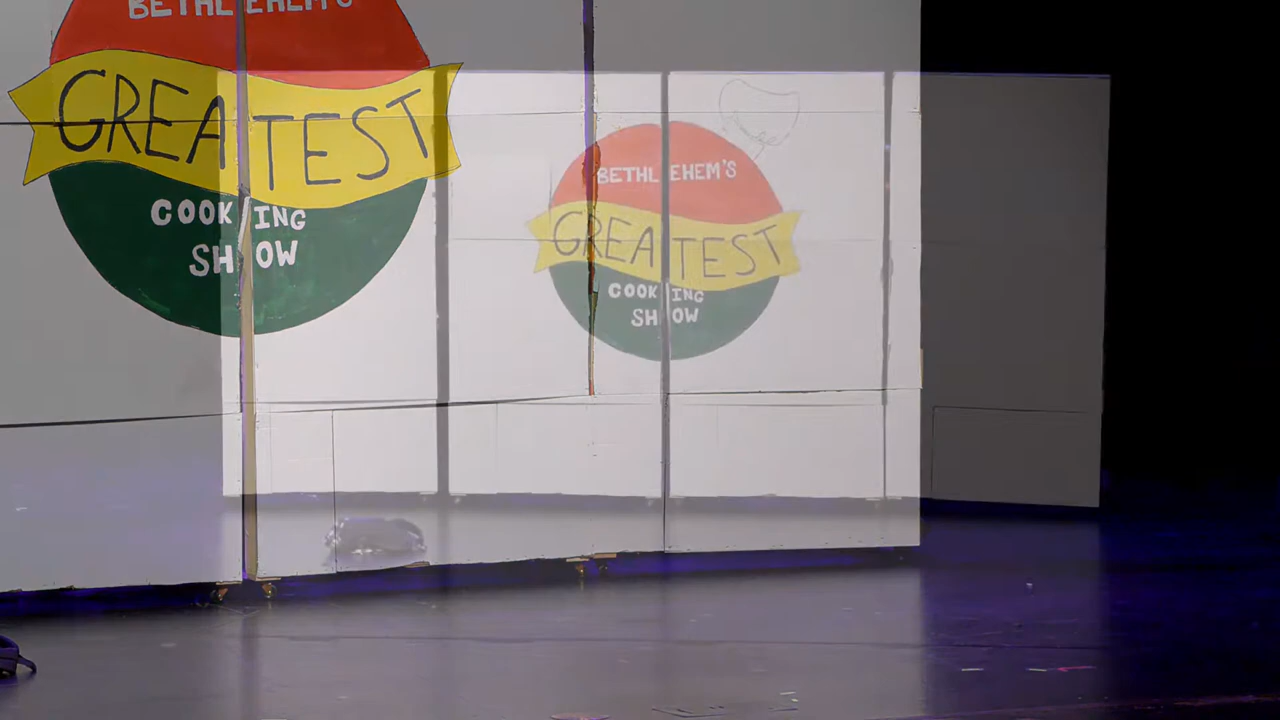 BETHLEHEM'S
GREATEST
COOKING
SHOW
BETHLEHEM'S
GREATEST
COOKING
SHOW